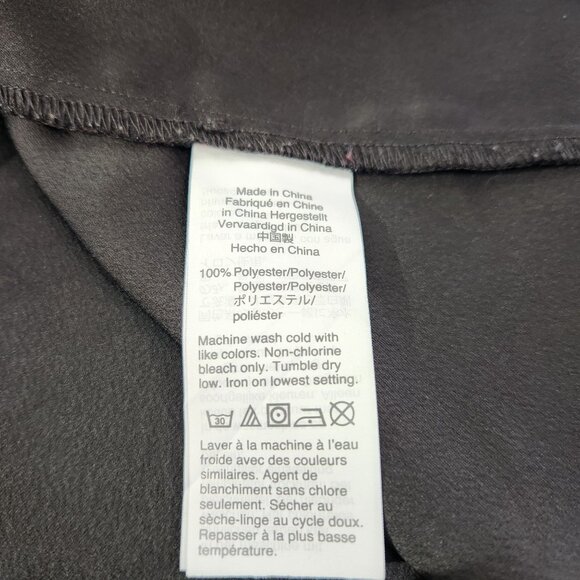 Made in China
Fabriqué en Chine
in China Hergestellt
Vervaardigd in China
中国製
Hecho en China
100% Polyester/Polyester/
Polyester/Polyester/
ポリエステル/
poliéster
Machine wash cold with
like colors. Non-chlorine
bleach only. Tumble dry
low. Iron on lowest setting.
30
Laver à la machine à l'eau
froide avec des couleurs
similaires. Agent de
blanchiment sans chlore
seulement. Sécher au
sèche-linge au cycle doux.
Repasser à la plus basse
température.